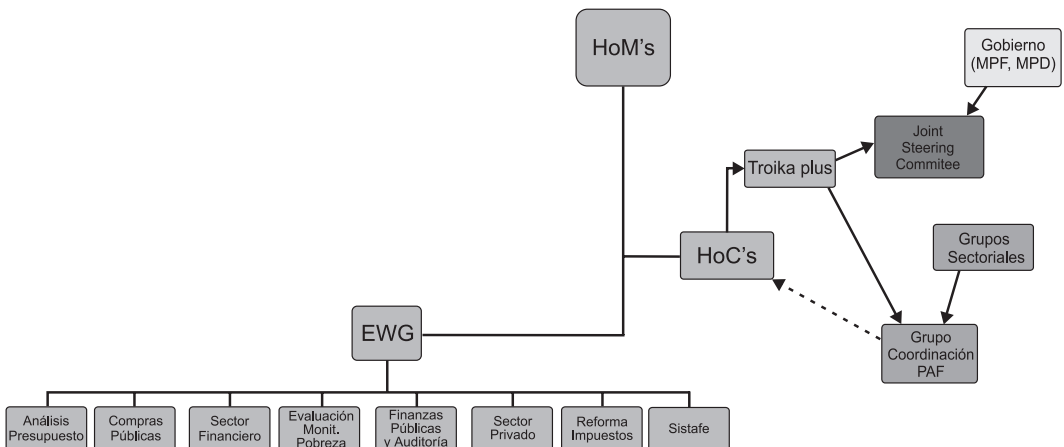 HoM's
Gobierno
(MPF, MPD)
Joint
Steering
Commitee
Troika plus
HoC's
Grupos
Sectoriales
EWG
Grupo
Coordinación
PAF
Análisis
Presupuesto
Compras
Públicas
Sector
Financiero
Evaluación
Monit.
Pobreza
Finanzas
Públicas
y Auditoría
Sector
Privado
Reforma
Impuestos
Sistafe